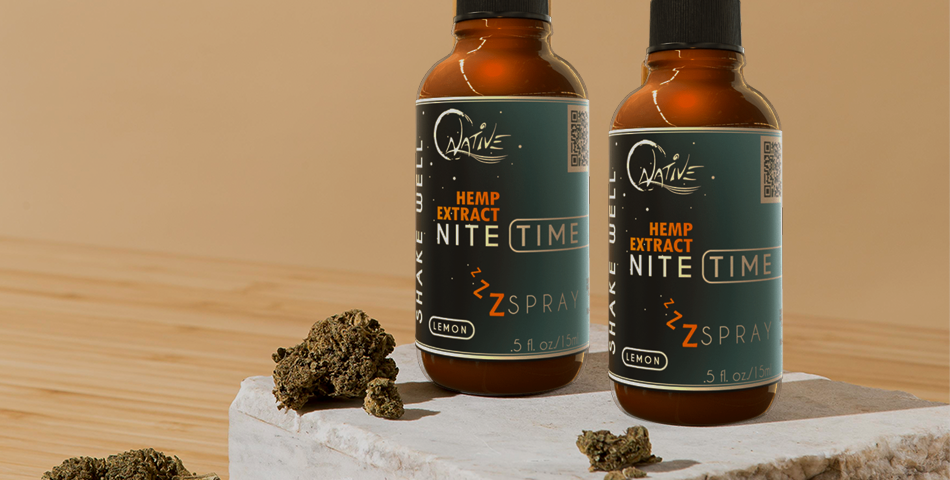 Native
HEMP
EXTRACT
NITE TIME
zzZSPRAY
LEMON
.5 fl. oz/15m
SHAKE WELL
Native
HEMP
EXTRACT
NITE TIME
zzZSPRAY
LEMON
.5 fl. oz/15m
SHAKE WELL